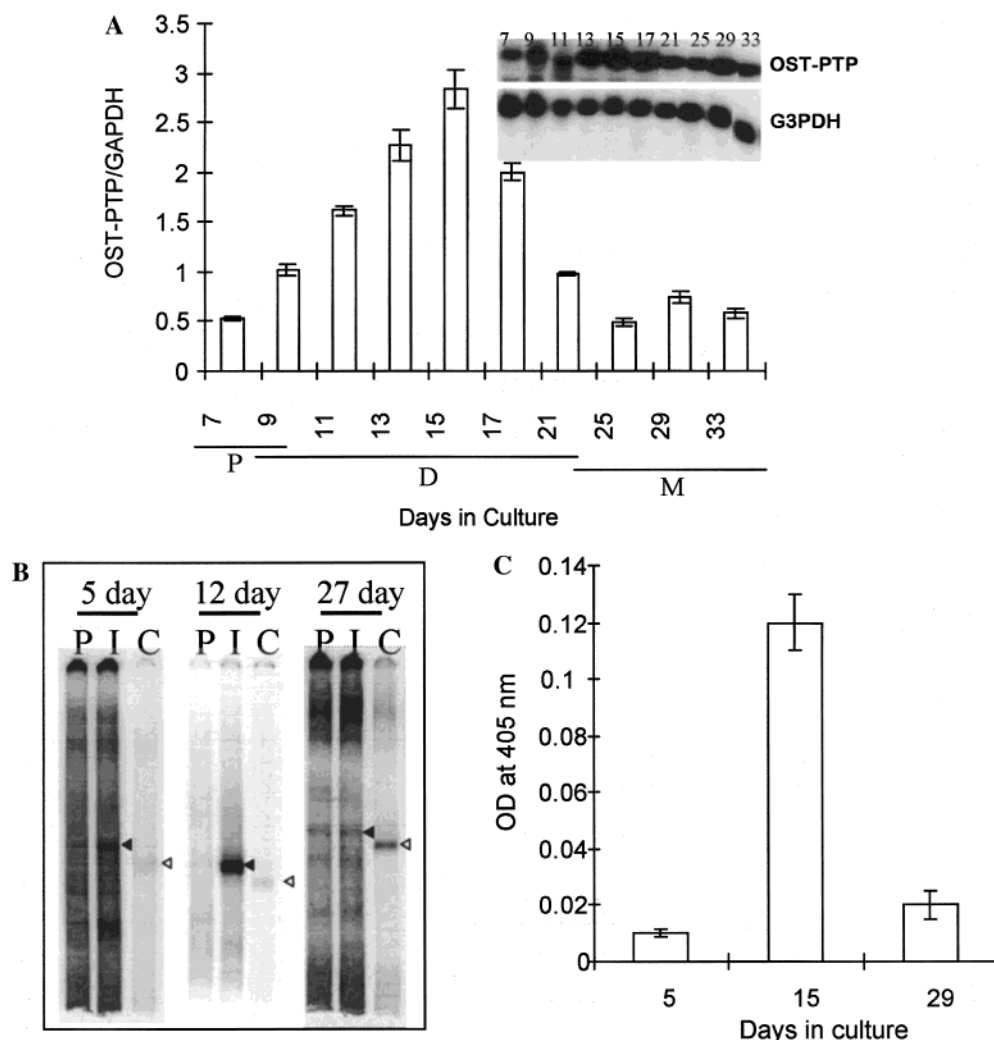 A
OST-PTP/GAPDH
3.5
3
2.5
2
1.5
1
0.5
0
7 9 11 13 15 17 21 25 29 33
OST-PTP
G3PDH
7 9 11 13 15 17 21 25 29 33
P D M
Days in Culture
B
5 day 12 day 27 day
P I C P I C P I C
C
OD at 405 nm
0.14
0.12
0.1
0.08
0.06
0.04
0.02
0
5 15 29
Days in culture